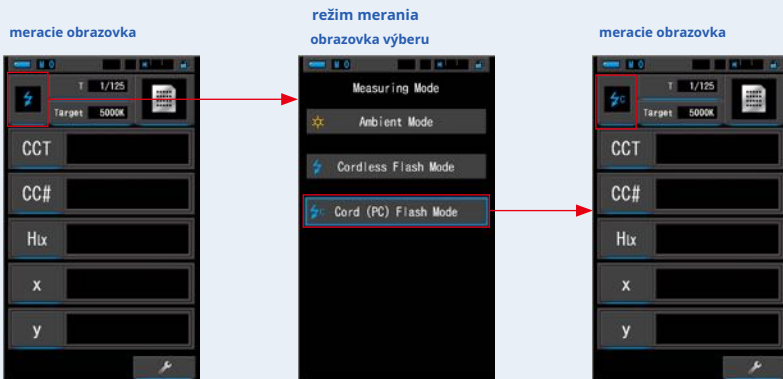 meracie obrazovka
T 1/125
Target 5000K
CCT
CC#
Hlx
x
y
režim merania
obrazovka výberu
Measuring Mode
Ambient Mode
Cordless Flash Mode
C Cord (PC) Flash Mode
meracie obrazovka
C
T 1/125
Target 5000K
CCT
CC#
Hlx
x
y